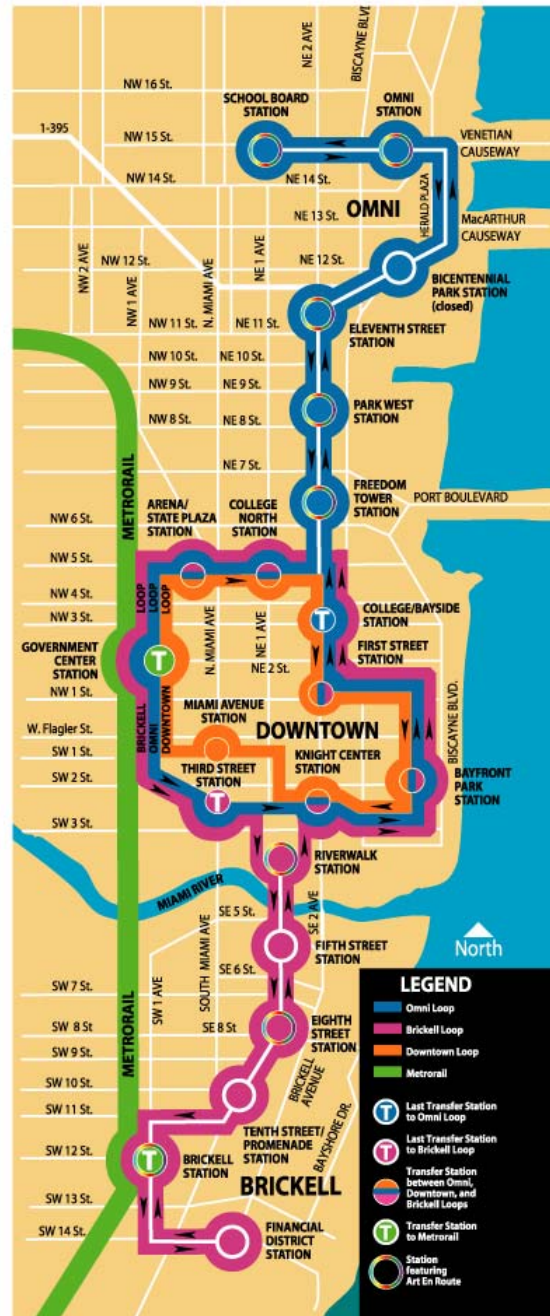 NE 2 AVE
BISCAYNE BLVD
NW 16 St.
SCHOOL BOARD
STATION
OMNI
STATION
1-395
NW 15 St.
VENETIAN
CAUSEWAY
NW 14 St.
NE 14 St.
OMNI
HERALD PLAZA
NE 13 St.
MacARTHUR
CAUSEWAY
NW 2 AVE
NW 12 St.
NW 1 AVE
N. MIAMI AVE
NE 1 AVE
NE 12 St.
BICENTENNIAL
PARK STATION
(closed)
NW 11 St.
NE 11 St.
ELEVENTH STREET
STATION
NW 10 St.
NE 10 St.
NW 9 St.
NE 9 St.
PARK WEST
STATION
NW 8 St.
NE 8 St.
NE 7 St.
METRORAIL
FREEDOM
TOWER
STATION
PORT BOULEVARD
ARENA/
STATE PLAZA
STATION
COLLEGE
NORTH
STATION
NW 6 St.
NW 5 St.
NW 4 St.
NW 3 St.
LOOP
LOOP
LOOP
T
COLLEGE/BAYSIDE
STATION
GOVERNMENT
CENTER
STATION
T
N. MIAMI AVE
NE 1 AVE
NE 2 St.
FIRST STREET
STATION
NW 1 St.
BRICKELL
OMNI
DOWNTOWN
MIAMI AVENUE
STATION
DOWNTOWN
BISCAYNE BLVD.
W. Flagler St.
SW 1 St.
THIRD STREET
STATION
KNIGHT CENTER
STATION
SW 2 St.
T
BAYFRONT
PARK
STATION
SW 3 St.
RIVERWALK
STATION
MIAMI RIVER
SE 5 St.
SE 2 AVE
North
SOUTH MIAMI AVE
FIFTH STREET
STATION
SW 1 AVE
SE 6 St.
SW 7 St.
SW 8 St
SE 8 St
EIGHTH
STREET
STATION
METRORAIL
SW 9 St.
SW 10 St.
BRICKELL
AVENUE
SW 11 St.
TENTH STREET/
PROMENADE
STATION
BAYSHORE DR.
SW 12 St.
T
BRICKELL
STATION
BRICKELL
SW 13 St.
SW 14 St.
FINANCIAL
DISTRICT
STATION
LEGEND
Omni Loop
Brickell Loop
Downtown Loop
Metrorail
T
Last Transfer Station
to Omni Loop
T
Last Transfer Station
to Brickell Loop
Transfer Station
between Omni,
Downtown, and
Brickell Loops
T
Transfer Station
to Metrorail
Station
featuring
Art En Route